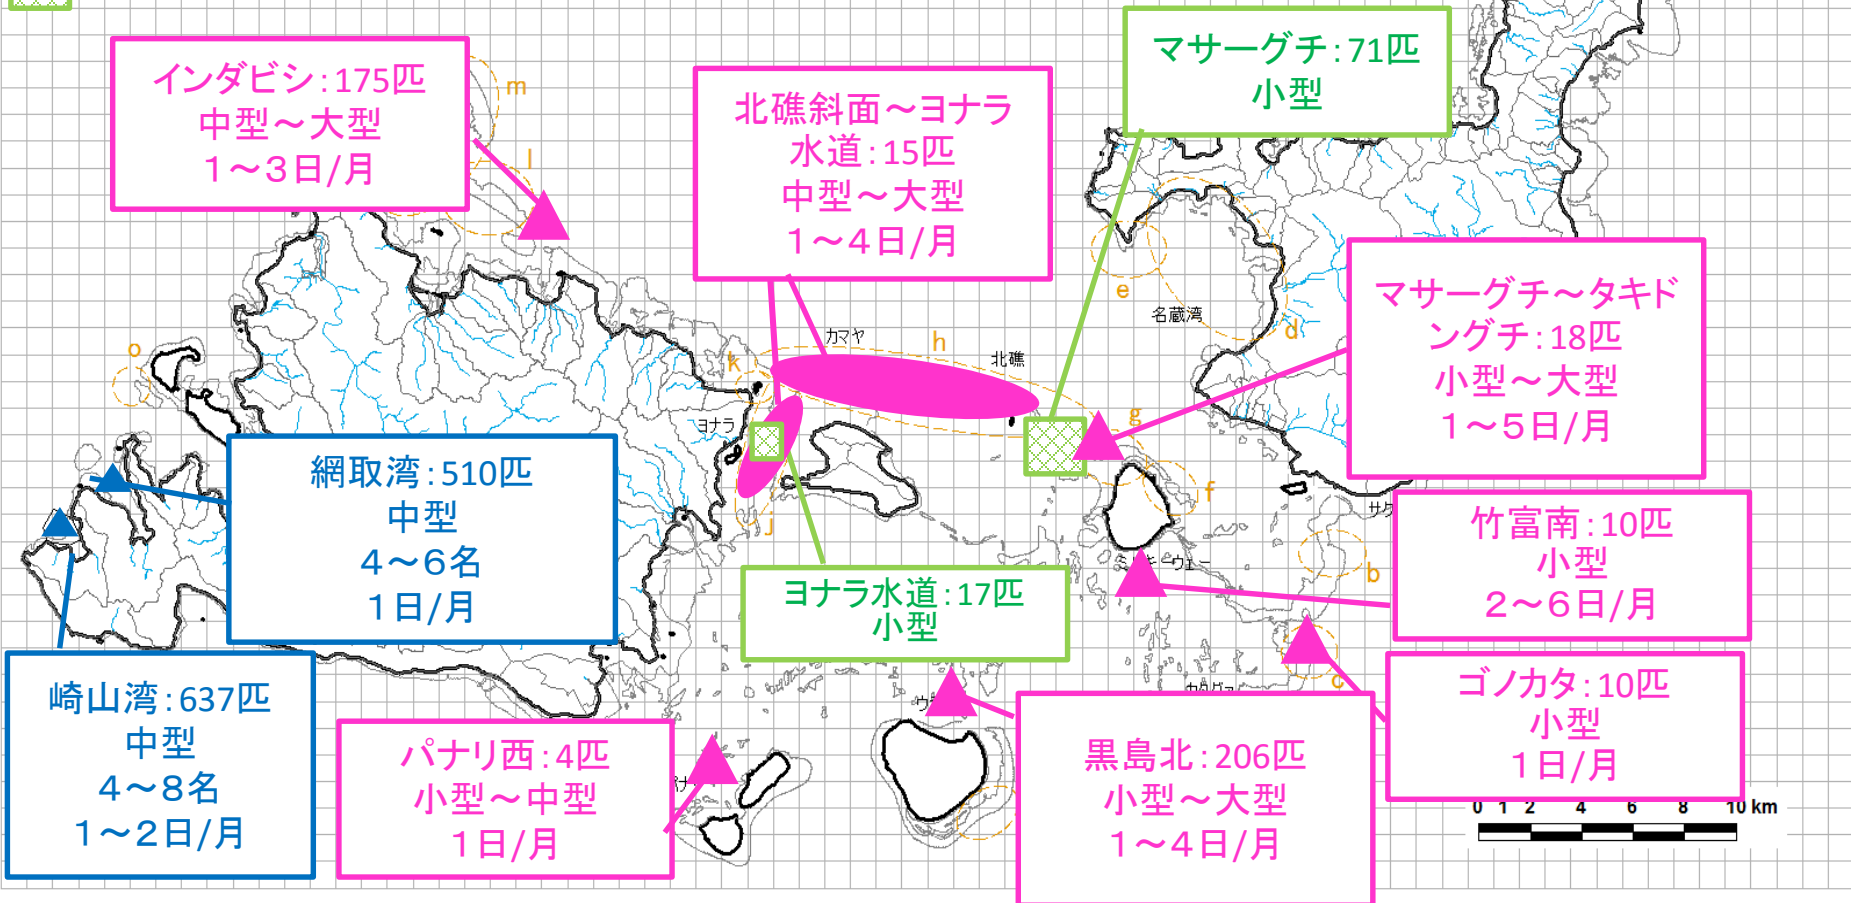 インダビシ：175匹
中型～大型
1～3日/月
北礁斜面～ヨナラ
水道：15匹
中型～大型
1～4日/月
マサーグチ：71匹
小型
マサーグチ～タキド
ングチ：18匹
小型～大型
1～5日/月
m
l
e
名蔵湾
d
カマヤ
h
北礁
o
k
ヨナラ
g
f
j
b
c
網取湾：510匹
中型
4～6名
1日/月
ヨナラ水道：17匹
小型
竹富南：10匹
小型
2～6日/月
崎山湾：637匹
中型
4～8名
1～2日/月
パナリ西：4匹
小型～中型
1日/月
黒島北：206匹
小型～大型
1～4日/月
ゴノカタ：10匹
小型
1日/月
0 1 2 4 6 8 10 km